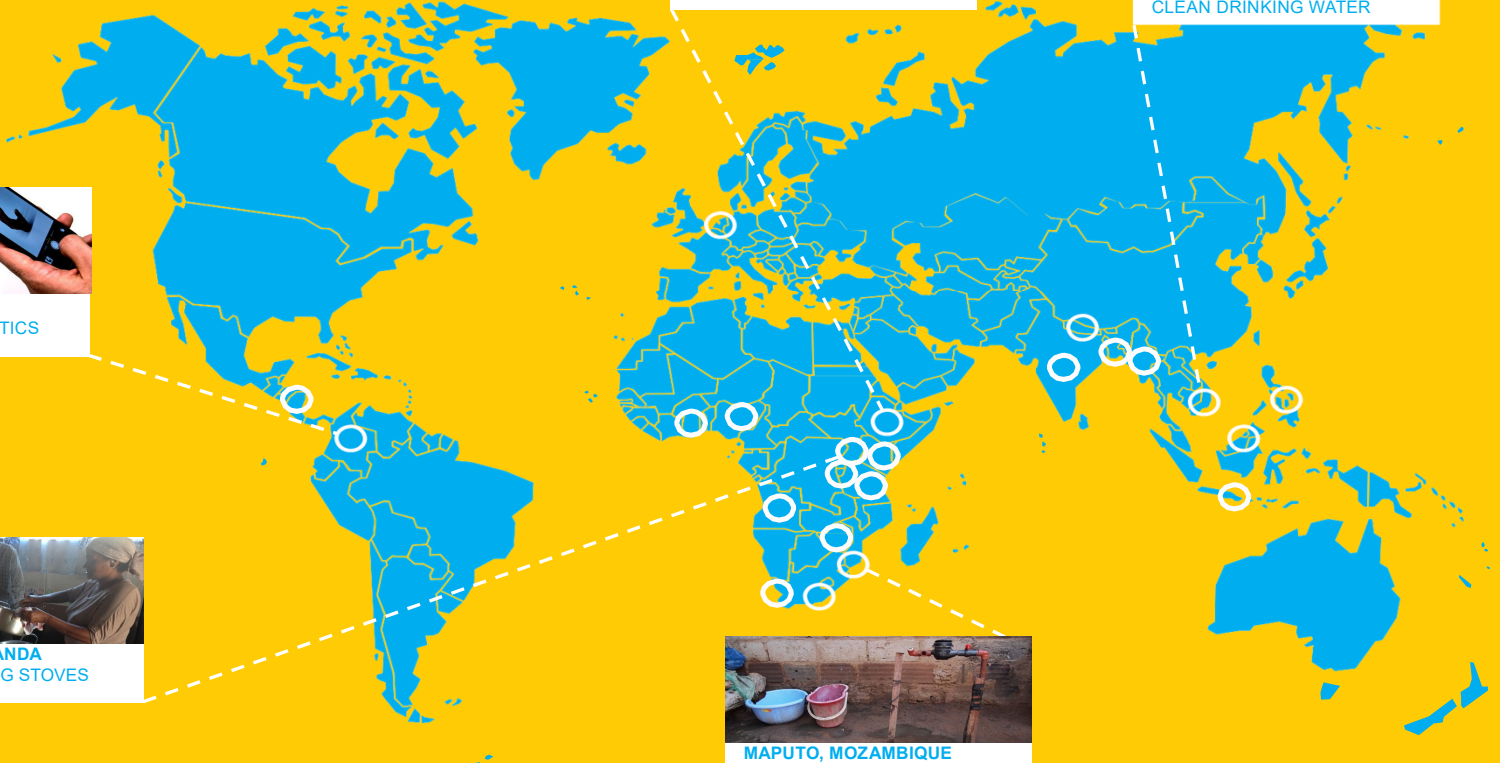 CLEAN DRINKING WATER
TICS
ANDA
G STOVES
MAPUTO, MOZAMBIQUE